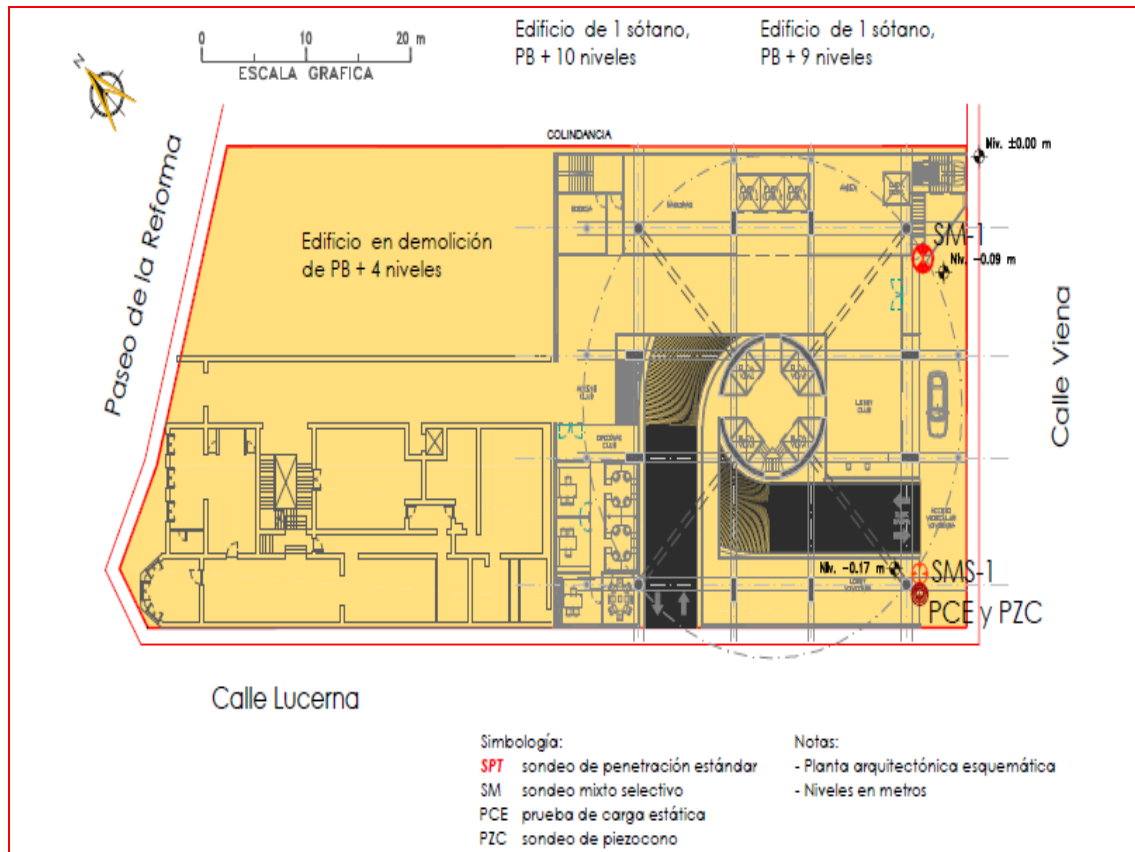 0 10 20 m
ESCALA GRAFICA
Edificio de 1 sótano,
PB + 10 niveles
Edificio de 1 sótano,
PB + 9 niveles
N
Paseo de la Reforma
COLINDANCIA
Niv. ±0.00 m
BODEGA
Edificio en demolición
de PB + 4 niveles
SM-1
Niv. -0.09 m
Calle Viena
LOBBY
CLUB
Niv. -0.17 m
SMS-1
PCE y PZC
Calle Lucerna
Simbología:
SPT sondeo de penetración estándar
SM sondeo mixto selectivo
PCE prueba de carga estática
PZC sondeo de piezocono
Notas:
- Planta arquitectónica esquemática
- Niveles en metros